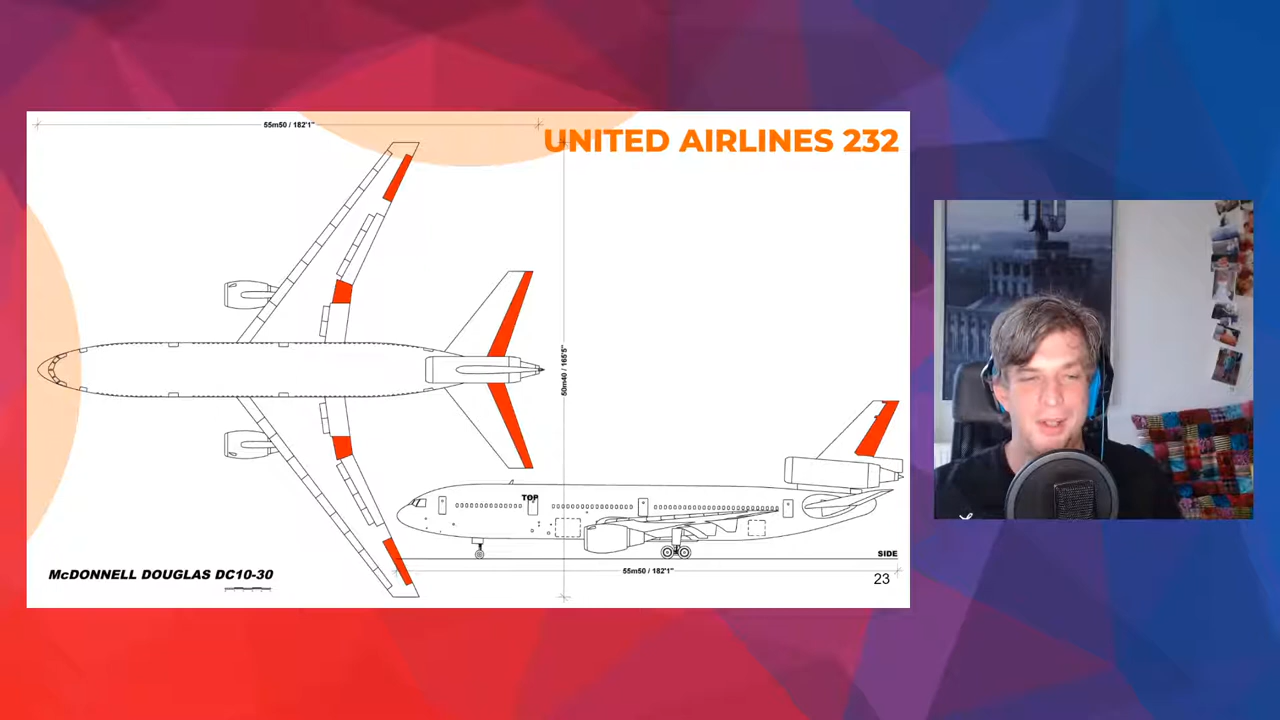 55m50 / 182'1"
UNITED AIRLINES 232
50m40 / 165'5"
TOP
SIDE
McDONNELL DOUGLAS DC10-30
55m50 / 182'1"
23